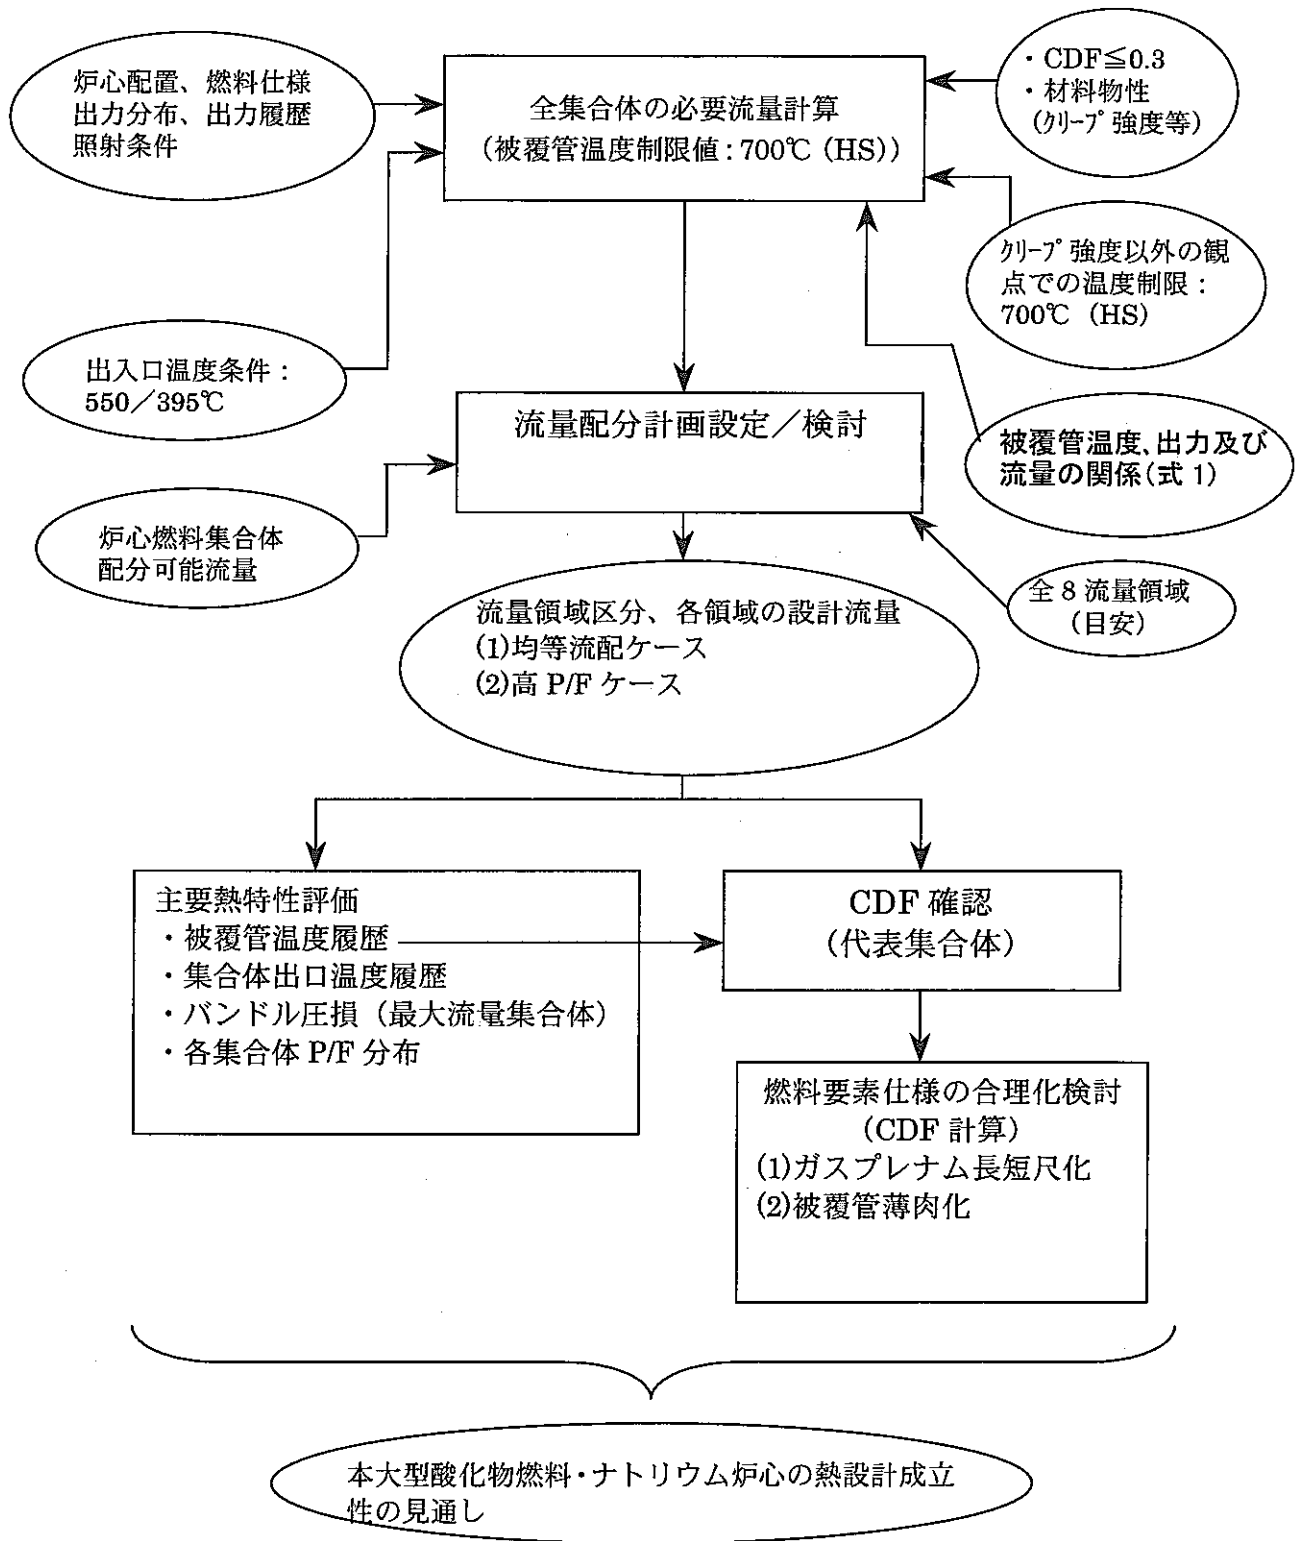 炉心配置、燃料仕様
出力分布、出力履歴
照射条件
全集合体の必要流量計算
（被覆管温度制限値：700℃（HS））
・CDF≦0.3
・材料物性
（ｸﾘｰﾌﾟ強度等）
ｸﾘｰﾌﾟ強度以外の観
点での温度制限：
700℃（HS）
出入口温度条件：
550／395℃
流量配分計画設定／検討
被覆管温度、出力及び
流量の関係（式1）
炉心燃料集合体
配分可能流量
全8流量領域
（目安）
流量領域区分、各領域の設計流量
(1)均等流配ケース
(2)高P/Fケース
主要熱特性評価
・被覆管温度履歴
・集合体出口温度履歴
・バンドル圧損（最大流量集合体）
・各集合体P/F分布
CDF確認
（代表集合体）
燃料要素仕様の合理化検討
（CDF計算）
(1)ガスプレナム長短尺化
(2)被覆管薄肉化
本大型酸化物燃料・ナトリウム炉心の熱設計成立
性の見通し